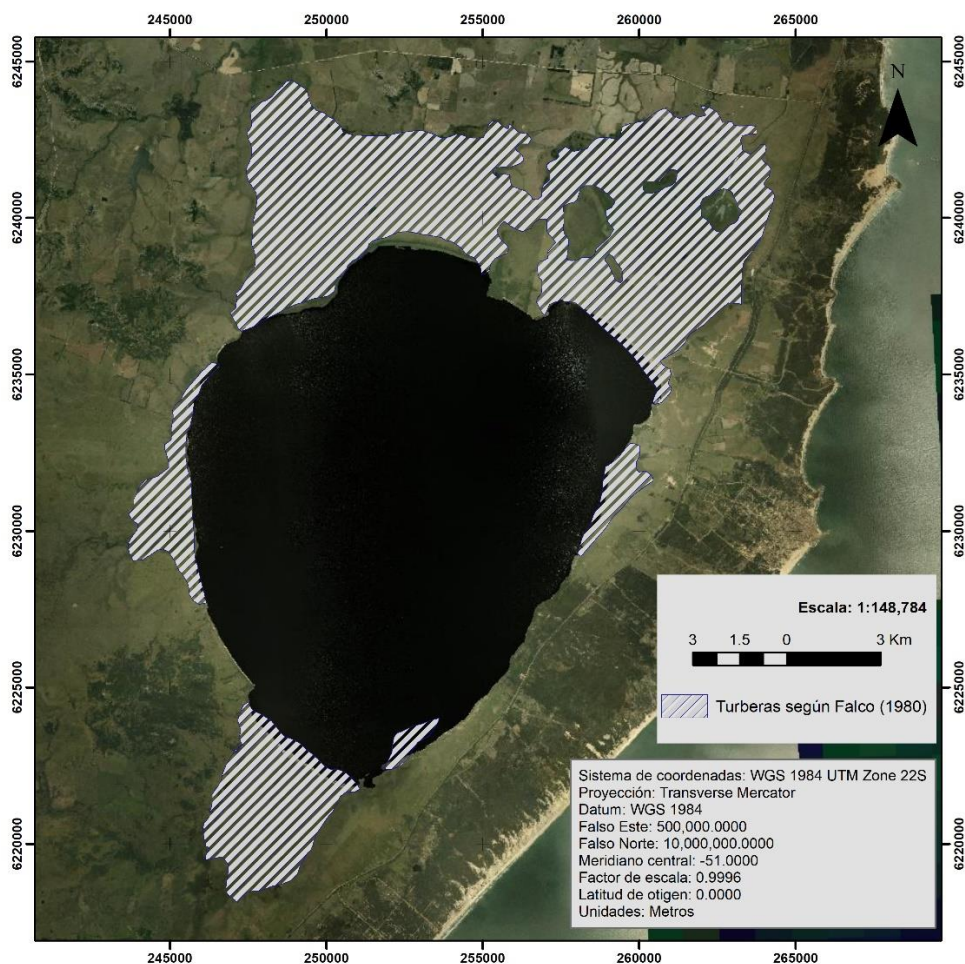 245000 250000 255000 260000 265000
6245000 6245000
N
6240000 6240000
6235000 6235000
6230000 6230000
Escala: 1:148,784
3 1.5 0 3 Km
6225000 6225000
Turberas según Falco (1980)
Sistema de coordenadas: WGS 1984 UTM Zone 22S
Proyección: Transverse Mercator
Datum: WGS 1984
Falso Este: 500,000.0000
Falso Norte: 10,000,000.0000
6220000 6220000
Meridiano central: -51.0000
Factor de escala: 0.9996
Latitud de otigen: 0.0000
Unidades: Metros
245000 250000 255000 260000 265000